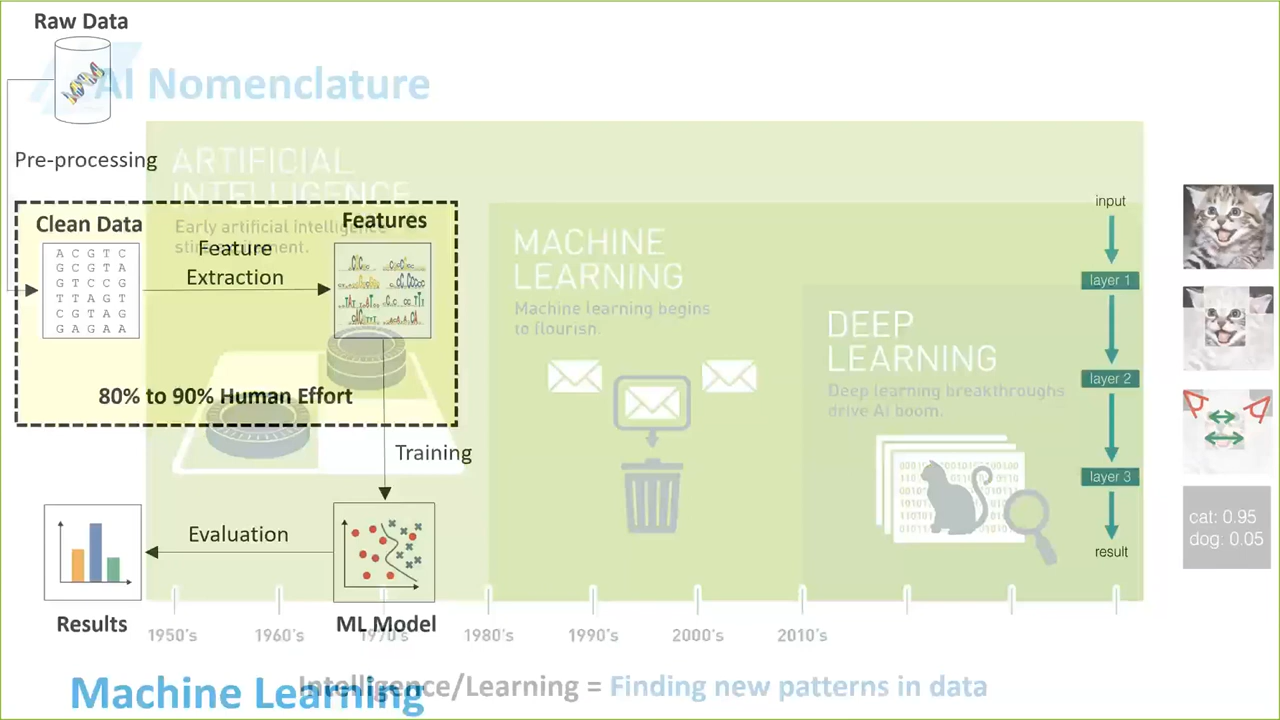 Raw Data
AI Nomenclature
Pre-processing
ARTIFICIAL
INTELLIGENCE
Early artificial intelligence
Clean Data
Features
Feature
Extraction
A C G T C
G C G T A
G T C C G
T T A G T
C G T A G
G A G A A
80% to 90% Human Effort
Training
Evaluation
Results
ML Model
MACHINE
LEARNING
Machine learning begins
to flourish.
DEEP
LEARNING
Deep learning breakthroughs
drive AI boom.
input
layer 1
layer 2
layer 3
result
cat: 0.95
dog: 0.05
1950's
1960's
1970's
1980's
1990's
2000's
2010's
Machine Learning
Intelligence/Learning = Finding new patterns in data